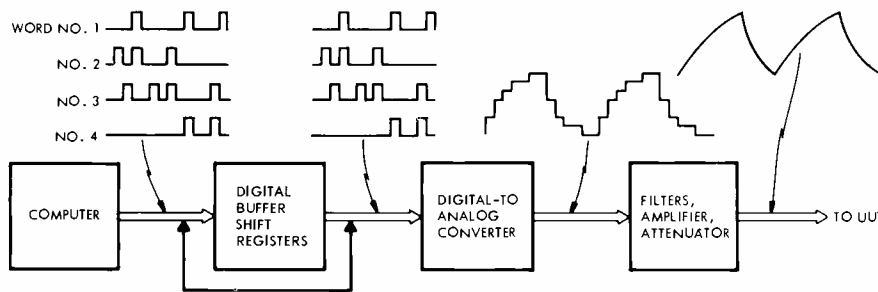 WORD NO. 1
NO. 2
NO. 3
NO. 4
COMPUTER
DIGITAL
BUFFER
SHIFT
REGISTERS
DIGITAL-TO
ANALOG
CONVERTER
FILTERS,
AMPLIFIER,
ATTENUATOR
TO UUT